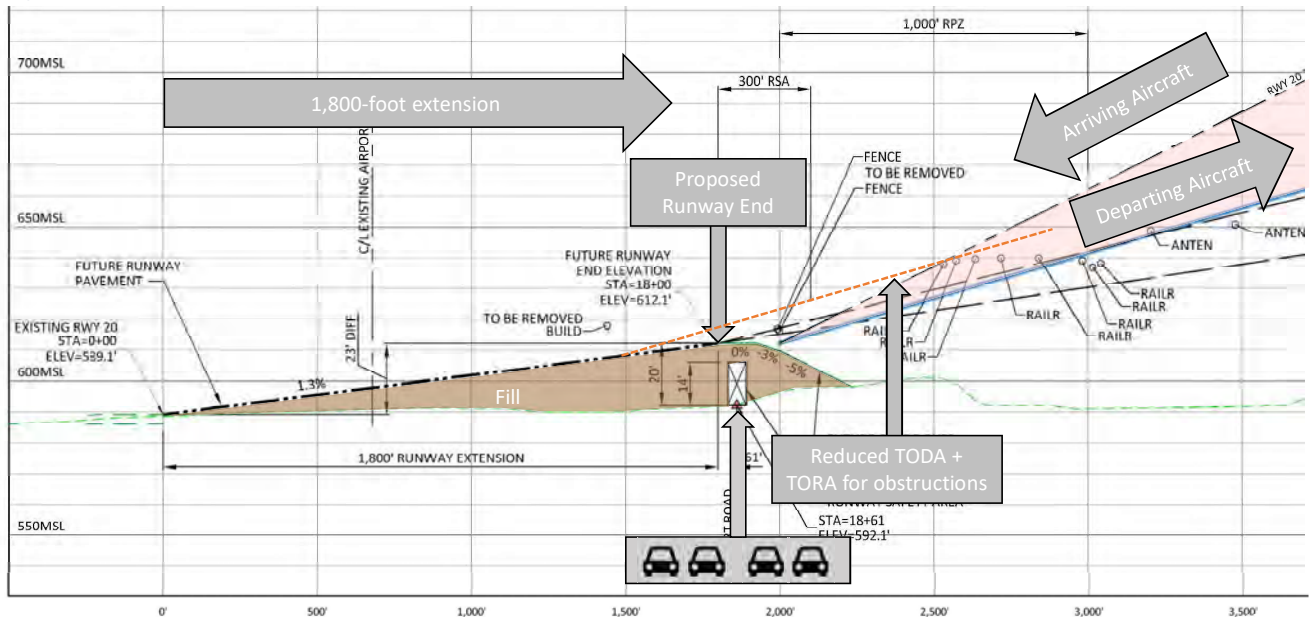 1,000' RPZ
700MSL
300' RSA
1,800-foot extension
Arriving Aircraft
RWY 20
C/L EXISTING AIRPOR
Proposed
Runway End
FENCE
TO BE REMOVED
FENCE
Departing Aircraft
650MSL
ANTEN
ANTEN
FUTURE RUNWAY
PAVEMENT
FUTURE RUNWAY
END ELEVATION
STA=18+00
ELEV=612.1'
EXISTING RWY 20
STA=0+00
ELEV=589.1'
TO BE REMOVED
BUILD
23' DIFF
RAILR
RAILR
RAILR
RAILR
RAILR
RAILR
RAILR
RAILR
600MSL
1.3%
20'
14'
0%
-3%
-5%
Fill
1,800' RUNWAY EXTENSION
61'
Reduced TODA +
TORA for obstructions
RUNWAY SAFETY AREA
STA=18+61
ELEV=592.1'
ROAD
550MSL
0'
500'
1,000'
1,500'
2,000'
2,500'
3,000'
3,500'